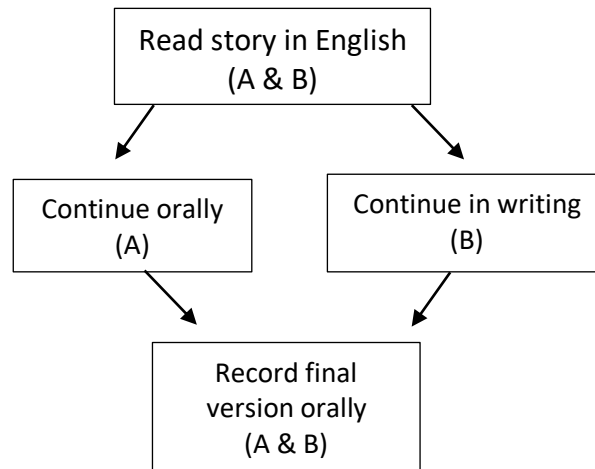 Read story in English
(A & B)
Continue orally
(A)
Continue in writing
(B)
Record final
version orally
(A & B)